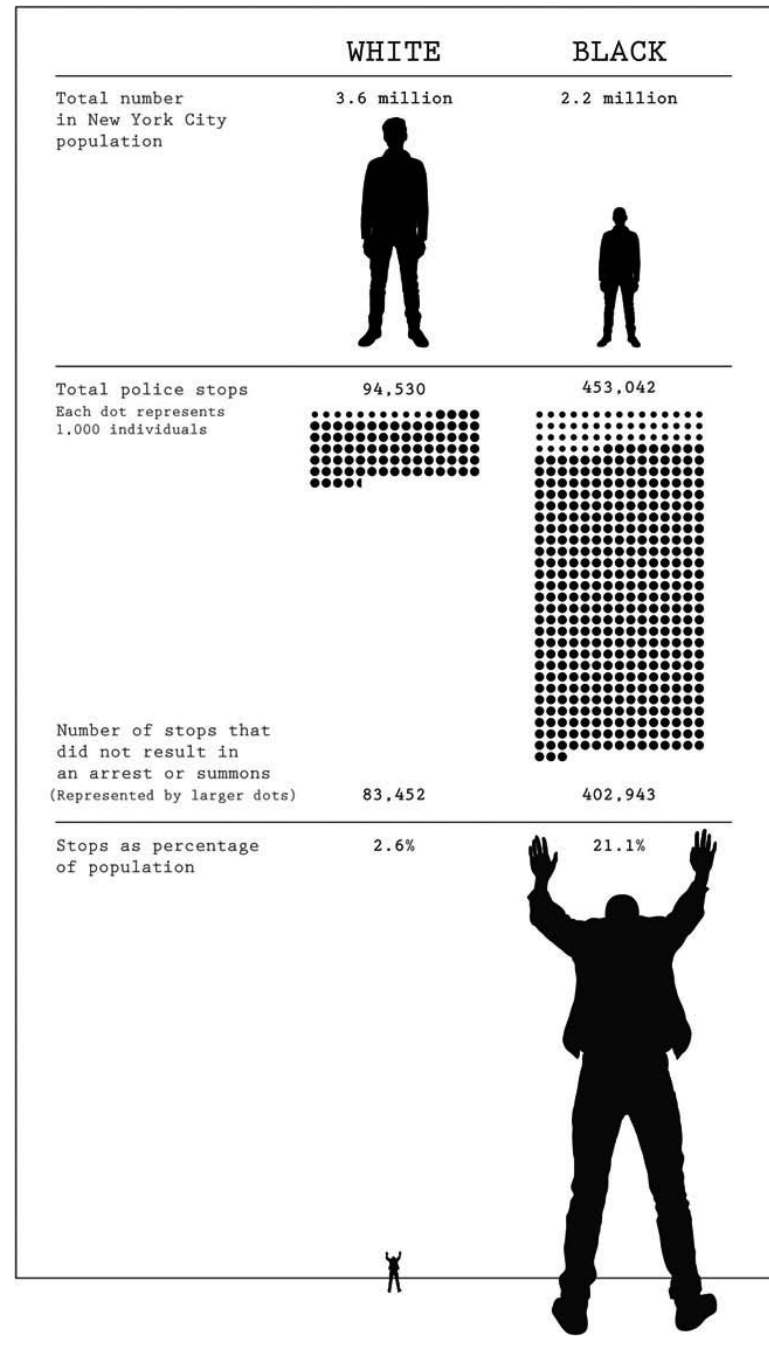 WHITE BLACK
Total number 3.6 million 2.2 million
in New York City
population
Total police stops 94,530 453,042
Each dot represents
1,000 individuals
Number of stops that
did not result in
an arrest or summons
(Represented by larger dots) 83,452 402,943
Stops as percentage 2.6% 21.1%
of population